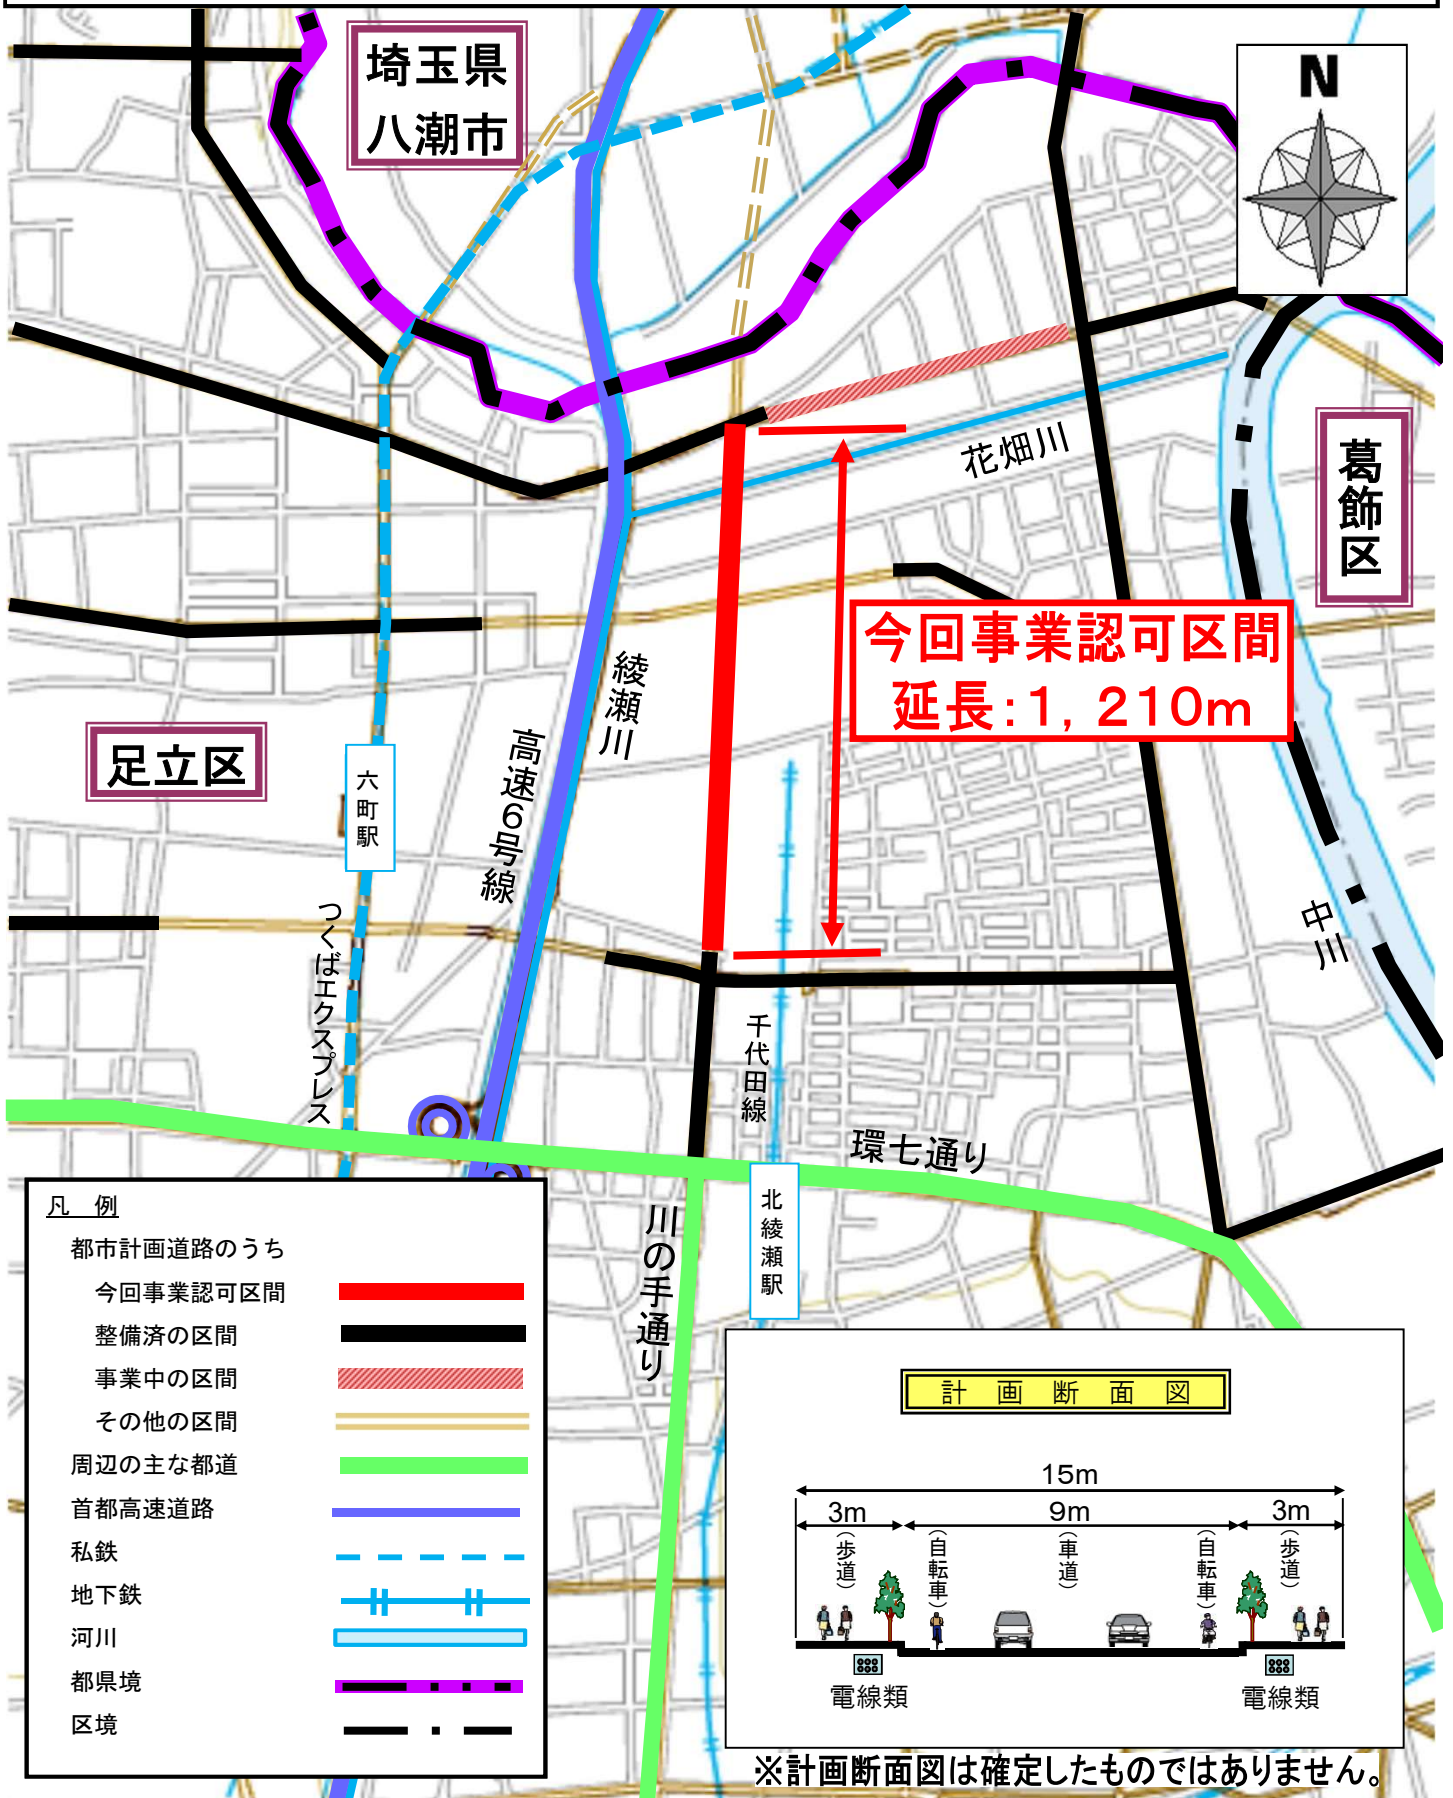 埼玉県
八潮市
N
花畑川
葛飾区
今回事業認可区間
延長:1,210m
綾瀬川
高速6号線
足立区
六町駅
つくばエクスプレス
中川
千代田線
環七通り
北綾瀬駅
川の手通り
凡 例
都市計画道路のうち
今回事業認可区間
整備済の区間
事業中の区間
その他の区間
周辺の主な都道
首都高速道路
私鉄
地下鉄
河川
都県境
区境
計画断面図
15m
3m 9m 3m
(歩道) (自転車) (車道) (自転車) (歩道)
電線類 電線類
※計画断面図は確定したものではありません。